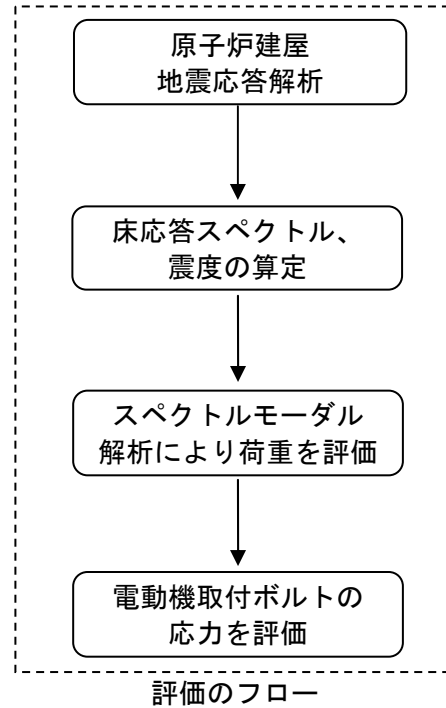 原子炉建屋
地震応答解析
床応答スペクトル、
震度の算定
スペクトルモーダル
解析により荷重を評価
電動機取付ボルトの
応力を評価
評価のフロー